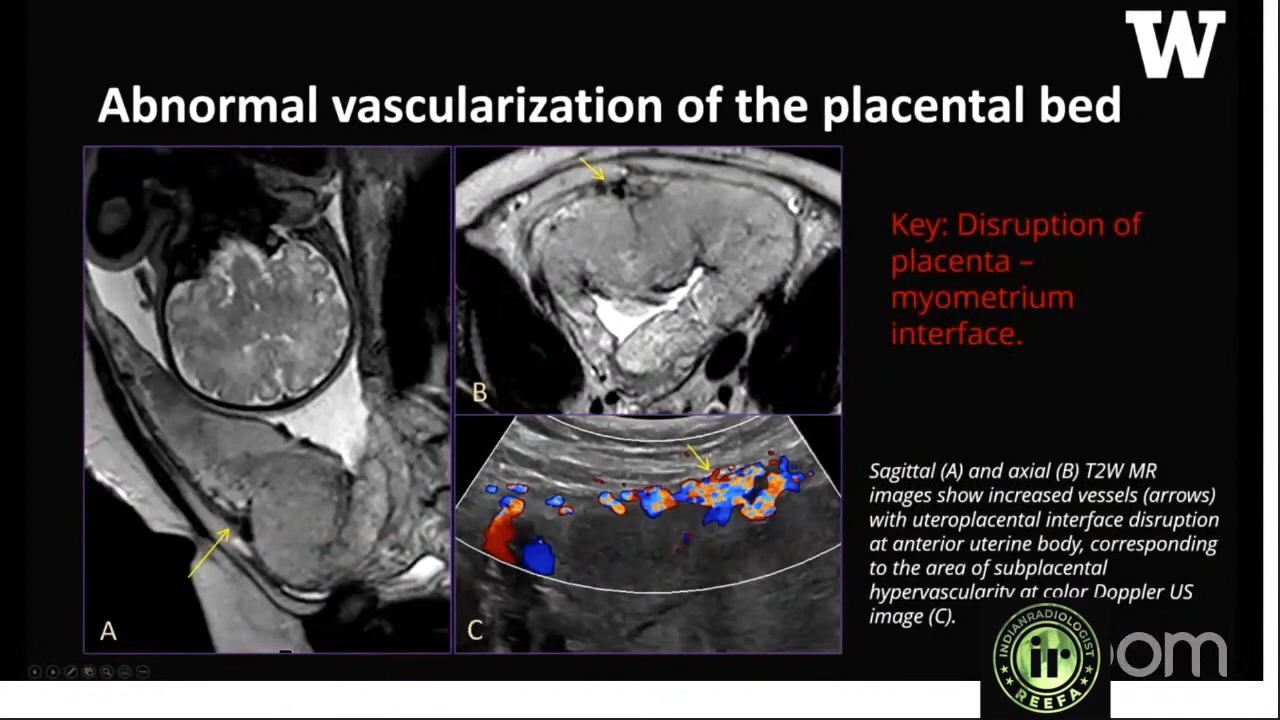 W
Abnormal vascularization of the placental bed
A
B
C
Key: Disruption of
placenta –
myometrium
interface.
Sagittal (A) and axial (B) T2W MR
images show increased vessels (arrows)
with uteroplacental interface disruption
at anterior uterine body, corresponding
to the area of subplacental
hypervascularity at color Doppler US
image (C).
INDIANRADIOLOGIST
ir
REEFA
oom